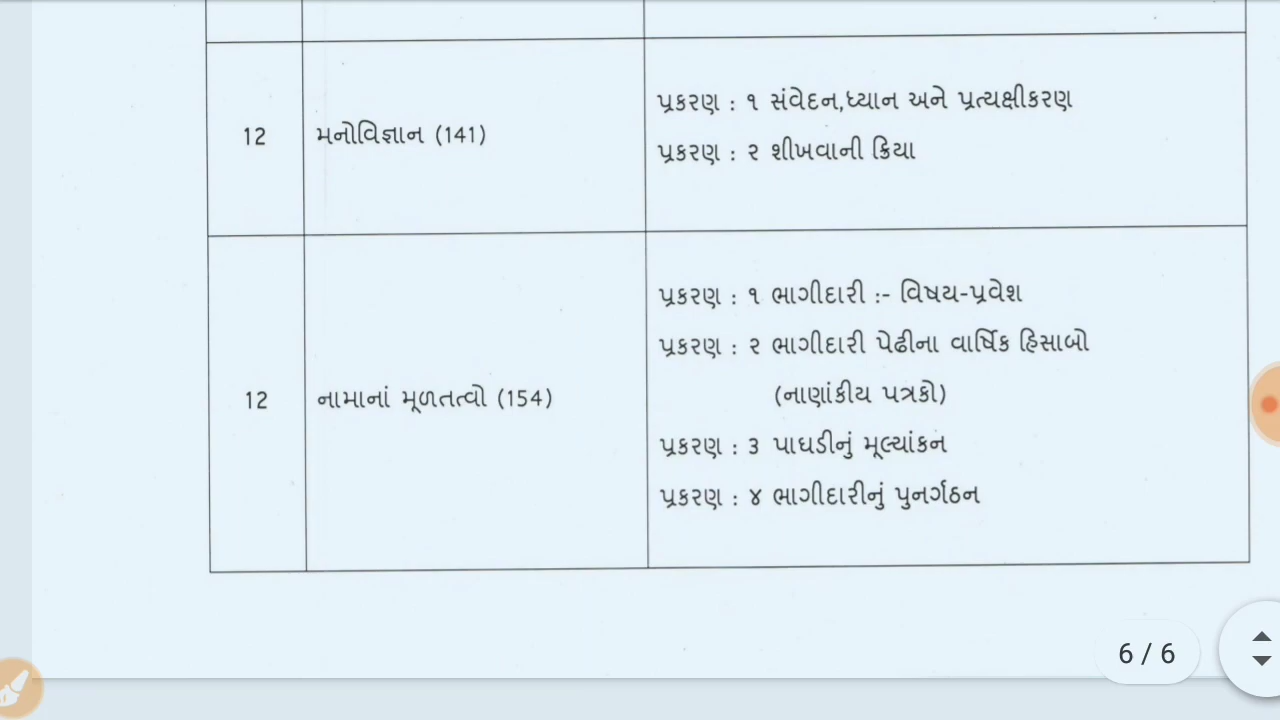 12
મનોવિજ્ઞાન (141)
પ્રકરણ : ૧ સંવેદન,ધ્યાન અને પ્રત્યક્ષીકરણ
પ્રકરણ : ૨ શીખવાની ક્રિયા
12
નામાનાં મૂળતત્વો (154)
પ્રકરણ : ૧ ભાગીદારી :- વિષય-પ્રવેશ
પ્રકરણ : ૨ ભાગીદારી પેઢીના વાર્ષિક હિસાબો
(નાણાંકીય પત્રકો)
પ્રકરણ : ૩ પાઘડીનું મૂલ્યાંકન
પ્રકરણ : ૪ ભાગીદારીનું પુનર્ગઠન
6 / 6